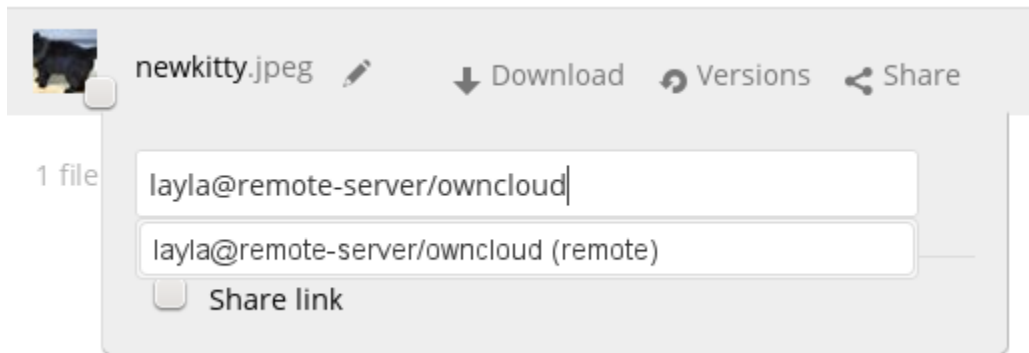 newkitty.jpeg Download Versions Share
1 file
layla@remote-server/owncloud
layla@remote-server/owncloud (remote)
Share link